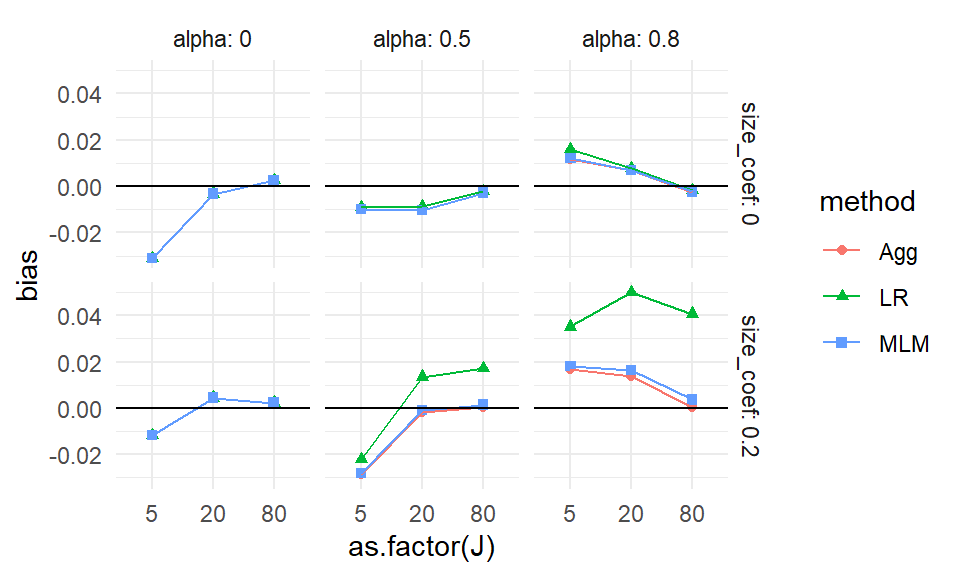 alpha: 0 alpha: 0.5 alpha: 0.8
0.04
0.02
0.00
-0.02
size_coef: 0
0.04
0.02
0.00
-0.02
size_coef: 0.2
bias
5 20 80 5 20 80 5 20 80
as.factor(J)
method
Agg
LR
MLM